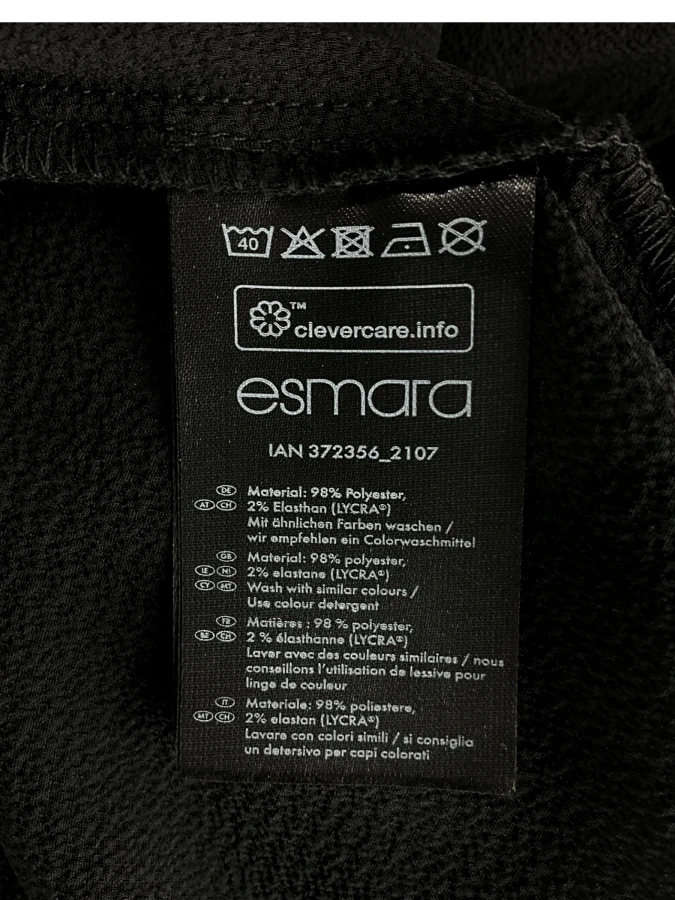 40
™
clevercare.info
esmara
IAN 372356_2107
DE Material: 98% Polyester,
AT CH 2% Elasthan (LYCRA®)
Mit ähnlichen Farben waschen /
wir empfehlen ein Colorwaschmittel
GB Material: 98% polyester,
IE NI 2% elastane (LYCRA®)
CY MT Wash with similar colours /
Use colour detergent
FR Matières : 98 % polyester,
BE CH 2 % élasthanne (LYCRA®)
Laver avec des couleurs similaires / nous
conseillons l'utilisation de lessive pour
linge de couleur
IT Materiale: 98% poliestere,
MT CH 2% elastan (LYCRA®)
Lavare con colori simili / si consiglia
un detersivo per capi colorati